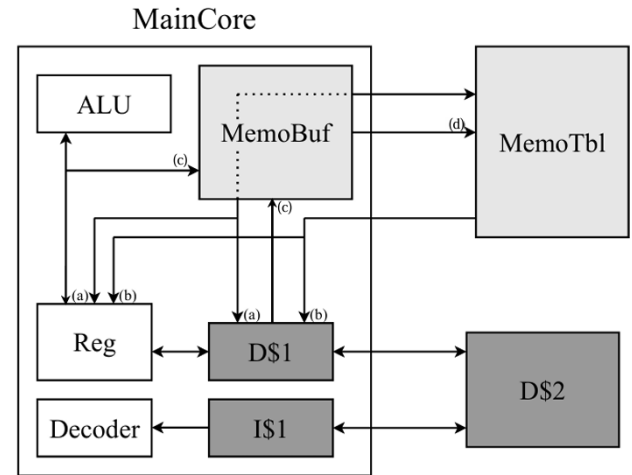 MainCore
ALU
MemoBuf
MemoTbl
(c)
(d)
(c)
(a)
(b)
(a)
(b)
Reg
D$1
D$2
Decoder
I$1